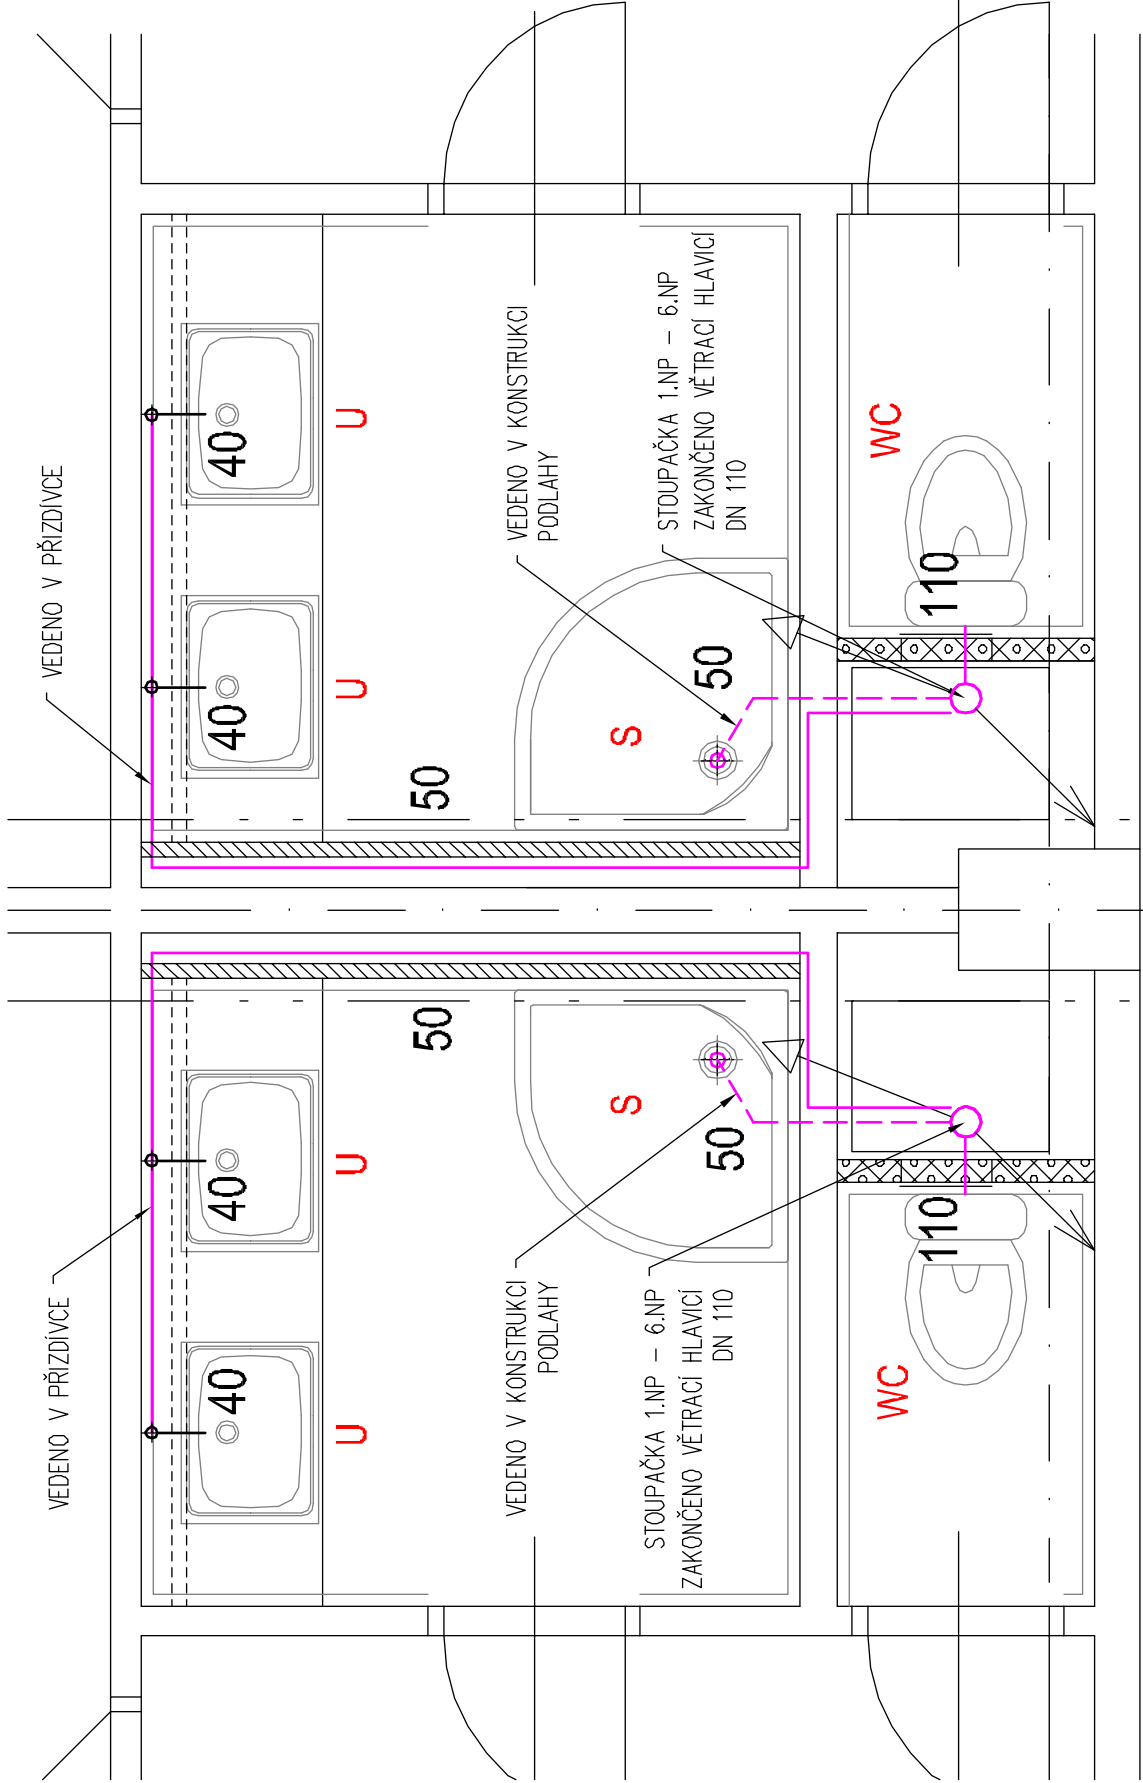 VEDENO V PŘIZDÍVCE
VEDENO V PŘIZDÍVCE
40
40
40
40
U
U
U
U
50
50
VEDENO V KONSTRUKCI
PODLAHY
VEDENO V KONSTRUKCI
PODLAHY
S
S
50
50
STOUPAČKA 1.NP – 6.NP
ZAKONČENO VĚTRACÍ HLAVICÍ
DN 110
STOUPAČKA 1.NP – 6.NP
ZAKONČENO VĚTRACÍ HLAVICÍ
DN 110
WC
WC
110
110